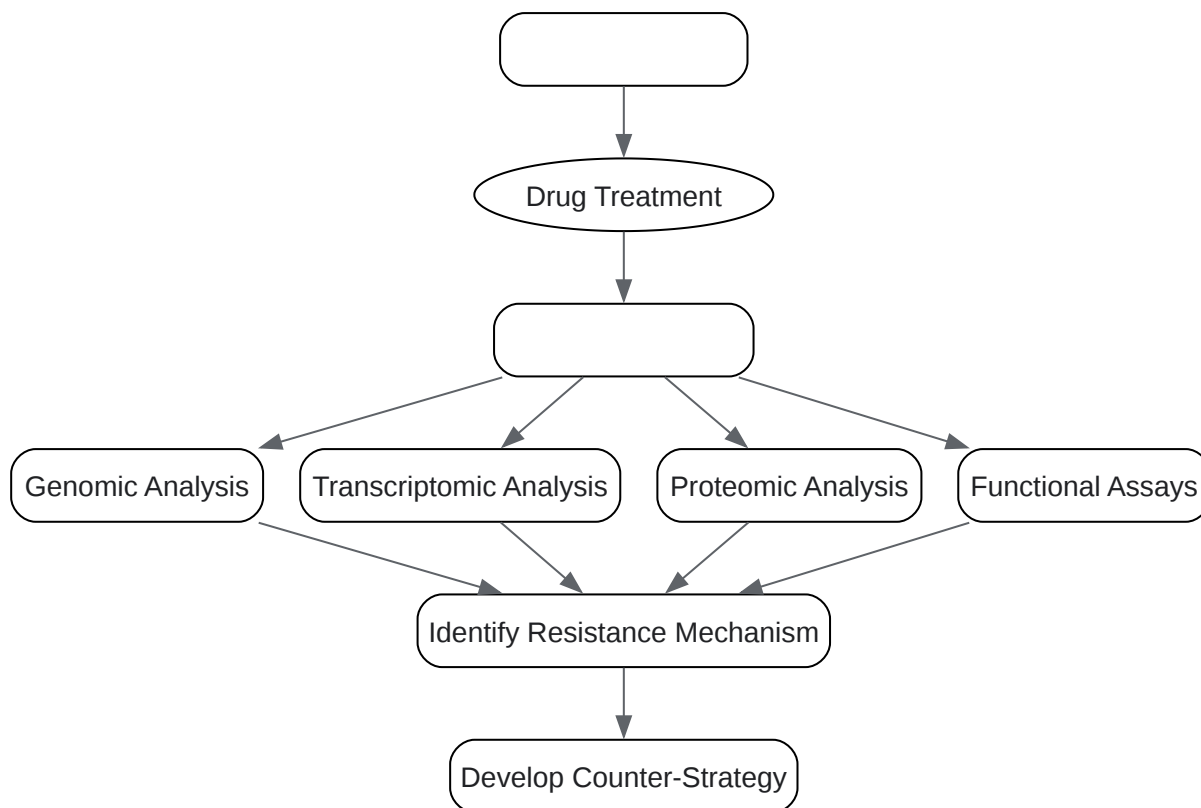 Drug Treatment
Genomic Analysis
Transcriptomic Analysis
Proteomic Analysis
Functional Assays
Identify Resistance Mechanism
Develop Counter-Strategy